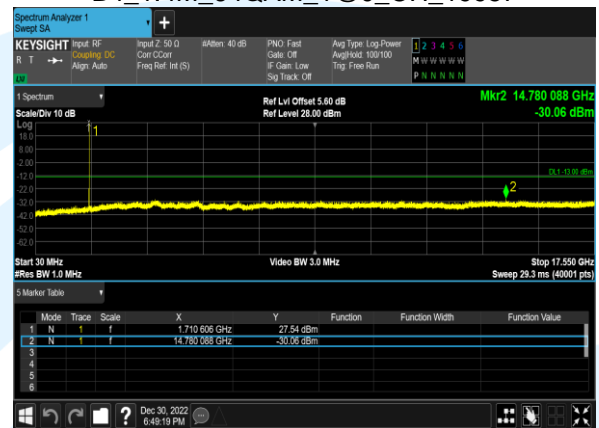 Spectrum Analyzer 1
Swept SA
+
KEYSIGHT
R T
Input: RF
Coupling: DC
Align: Auto
Input Z: 50 Ω
Corr CCorr
Freq Ref: Int (S)
#Atten: 40 dB
PNO: Fast
Gate: Off
IF Gain: Low
Sig Track: Off
Avg Type: Log-Power
Avg|Hold: 100/100
Trig: Free Run
1 2 3 4 5 6
M W W W W W
P N N N N N
1 Spectrum
Scale/Div 10 dB
Ref Lvl Offset 5.60 dB
Ref Level 28.00 dBm
Mkr2 14.780 088 GHz
-30.06 dBm
Log
18.0
8.00
-2.00
-12.0
-22.0
-32.0
-42.0
-52.0
-62.0
1
DL1 -13.00 dBm
2
Start 30 MHz
#Res BW 1.0 MHz
Video BW 3.0 MHz
Stop 17.550 GHz
Sweep 29.3 ms (40001 pts)
5 Marker Table
Mode Trace Scale X Y Function Function Width Function Value
1 N 1 f 1.710 606 GHz 27.54 dBm
2 N 1 f 14.780 088 GHz -30.06 dBm
3
4
5
6
?
Dec 30, 2022
6:49:19 PM